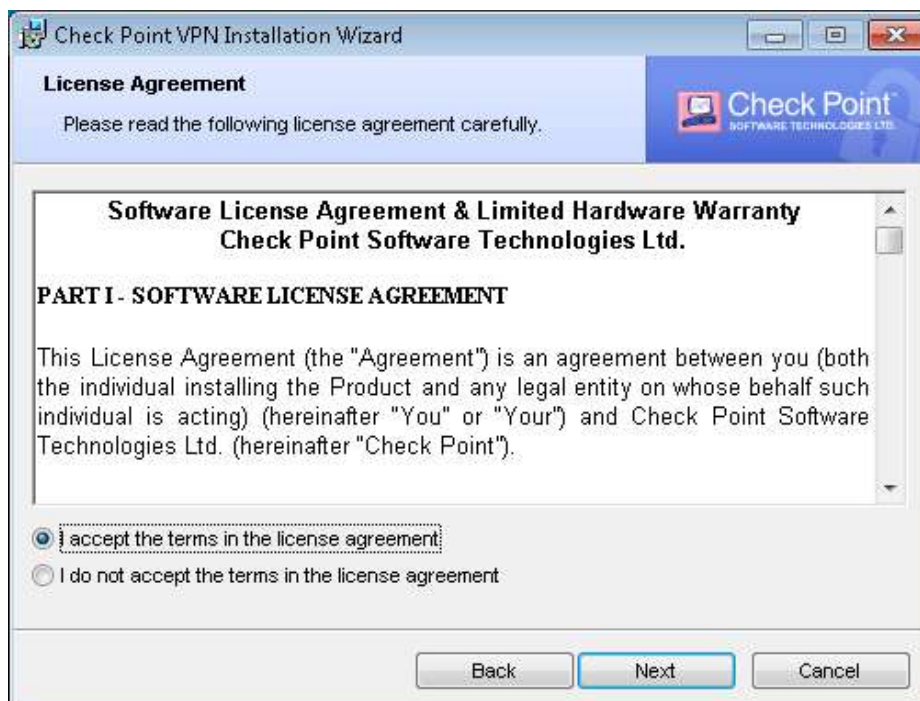 Check Point VPN Installation Wizard
License Agreement
Please read the following license agreement carefully.
Check Point™
SOFTWARE TECHNOLOGIES LTD.
Software License Agreement & Limited Hardware Warranty
Check Point Software Technologies Ltd.
PART I - SOFTWARE LICENSE AGREEMENT
This License Agreement (the "Agreement") is an agreement between you (both
the individual installing the Product and any legal entity on whose behalf such
individual is acting) (hereinafter "You" or "Your") and Check Point Software
Technologies Ltd. (hereinafter "Check Point").
I accept the terms in the license agreement
I do not accept the terms in the license agreement
Back Next Cancel